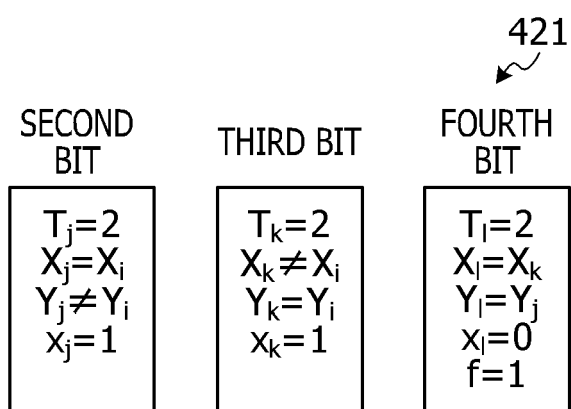 421
SECOND
BIT
THIRD BIT
FOURTH
BIT
Tj=2
Xj=Xi
Yj≠Yi
xj=1
Tk=2
Xk≠Xi
Yk=Yi
xk=1
Tl=2
Xl=Xk
Yl=Yj
xl=0
f=1